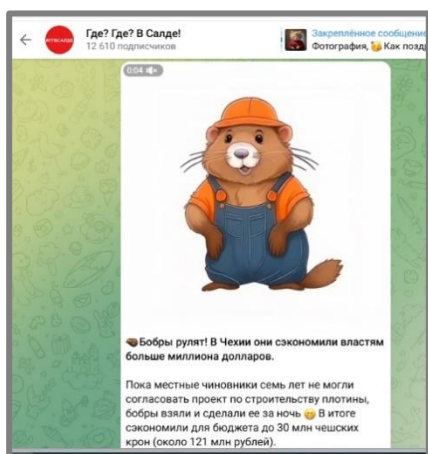 Где? Где? В Салде!
12 610 подписчиков
Закреплённое сообщение
Фотография, 🥳 Как позд
#ГГВСАЛДЕ
0:04
🦫Бобры рулят! В Чехии они сэкономили властям
больше миллиона долларов.
Пока местные чиновники семь лет не могли
согласовать проект по строительству плотины,
бобры взяли и сделали ее за ночь 😄 В итоге
сэкономили для бюджета до 30 млн чешских
крон (около 121 млн рублей).